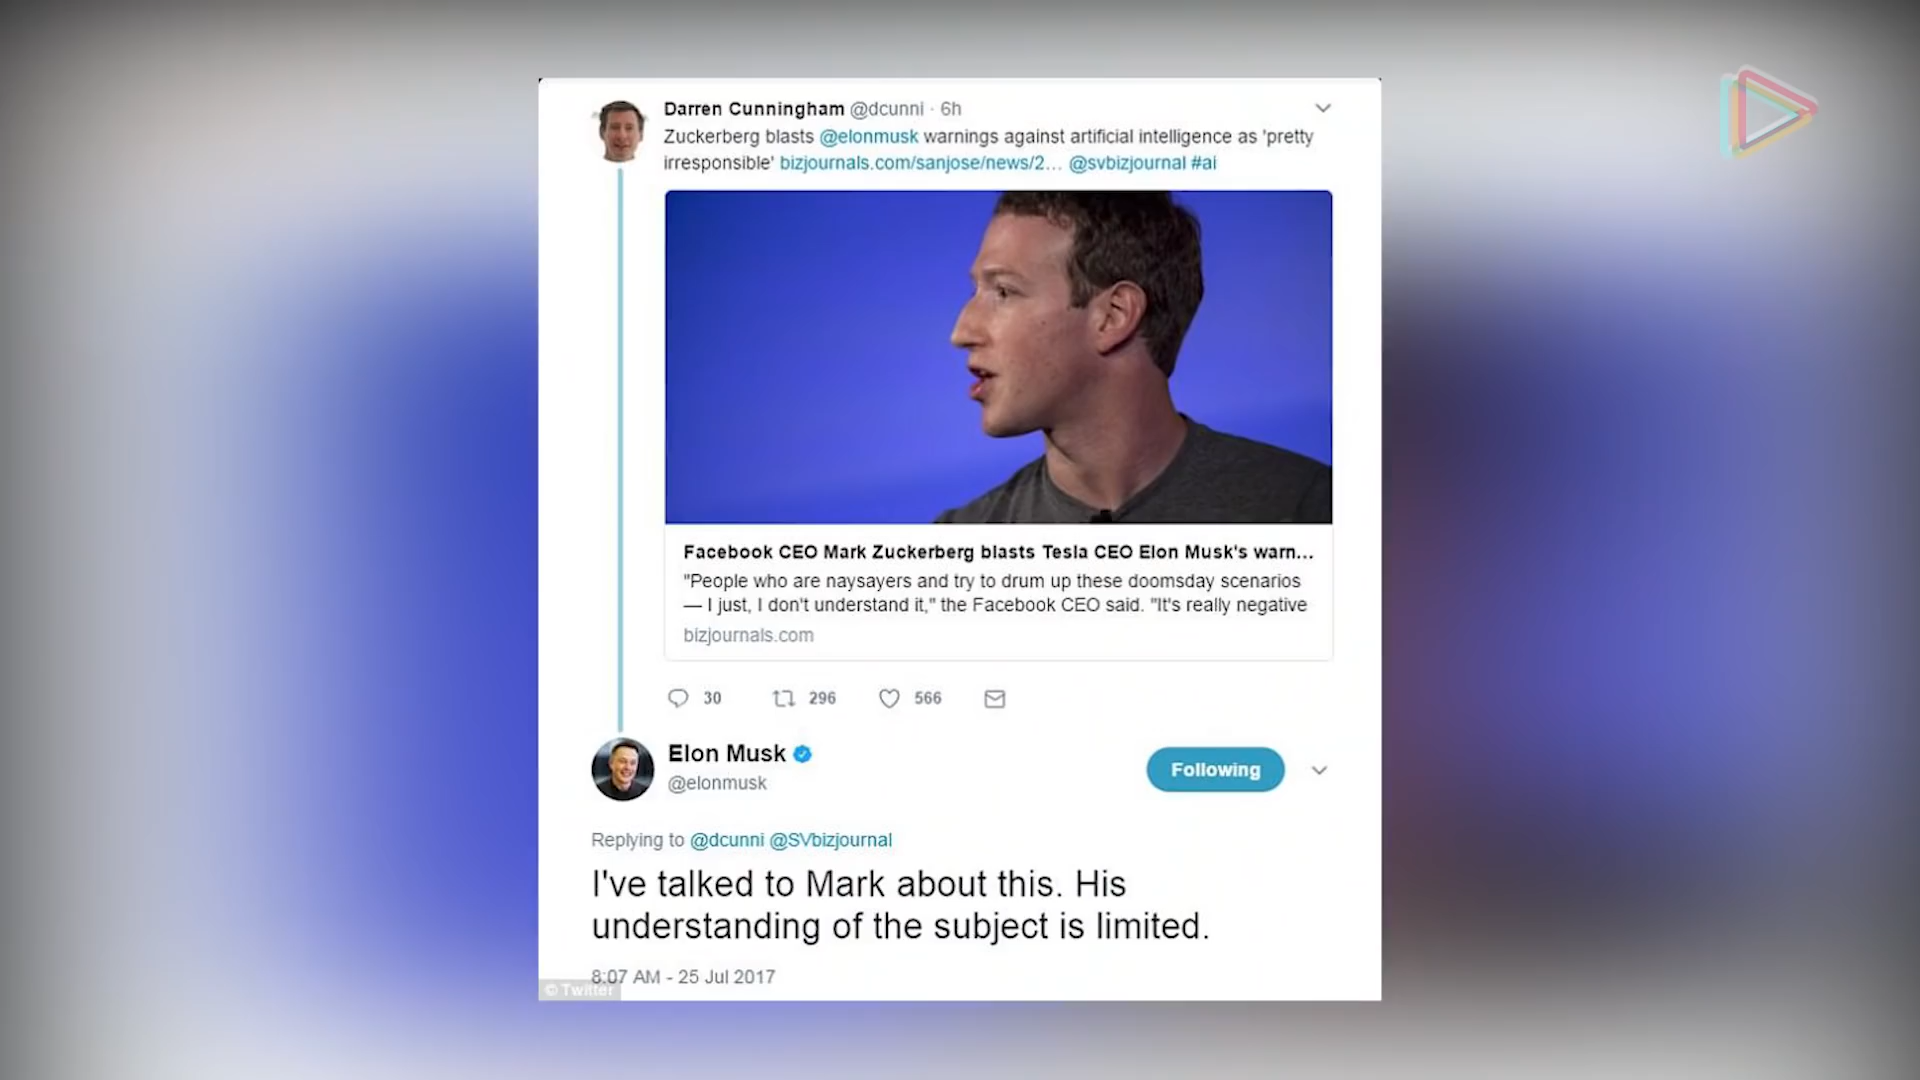 Darren Cunningham @dcunni · 6h
Zuckerberg blasts @elonmusk warnings against artificial intelligence as 'pretty
irresponsible' bizjournals.com/sanjose/news/2... @svbizjournal #ai
Facebook CEO Mark Zuckerberg blasts Tesla CEO Elon Musk's warn...
"People who are naysayers and try to drum up these doomsday scenarios
— I just, I don't understand it," the Facebook CEO said. "It's really negative
bizjournals.com
30 296 566
Elon Musk
Following
@elonmusk
Replying to @dcunni @SVbizjournal
I've talked to Mark about this. His
understanding of the subject is limited.
8:07 AM - 25 Jul 2017
© Twitter